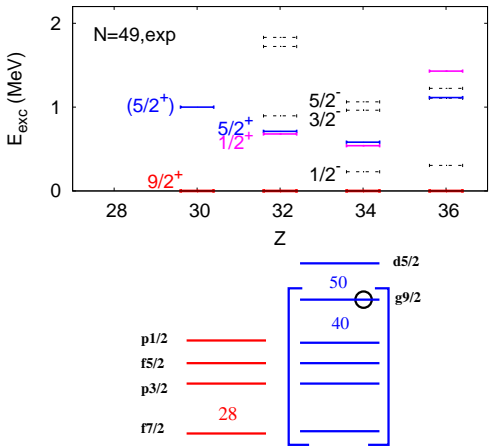 N=49,exp
E_exc (MeV)
2
1
0
(5/2⁺)
5/2⁺
1/2⁺
9/2⁺
5/2⁻
3/2⁻
1/2⁻
28 30 32 34 36
Z
d5/2
50
g9/2
40
p1/2
f5/2
p3/2
28
f7/2